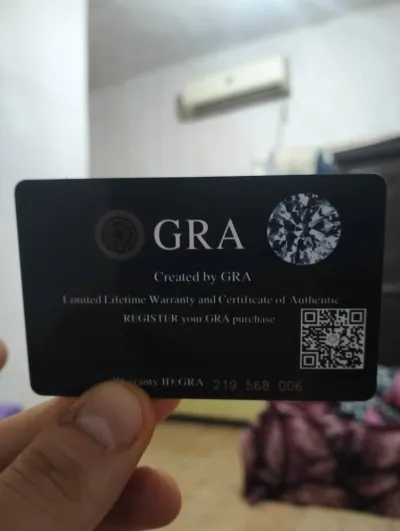 GRA
Created by GRA
Limited Lifetime Warranty and Certificate of Authentic
REGISTER your GRA purchase
Warranty ID:GRA 219 568 006